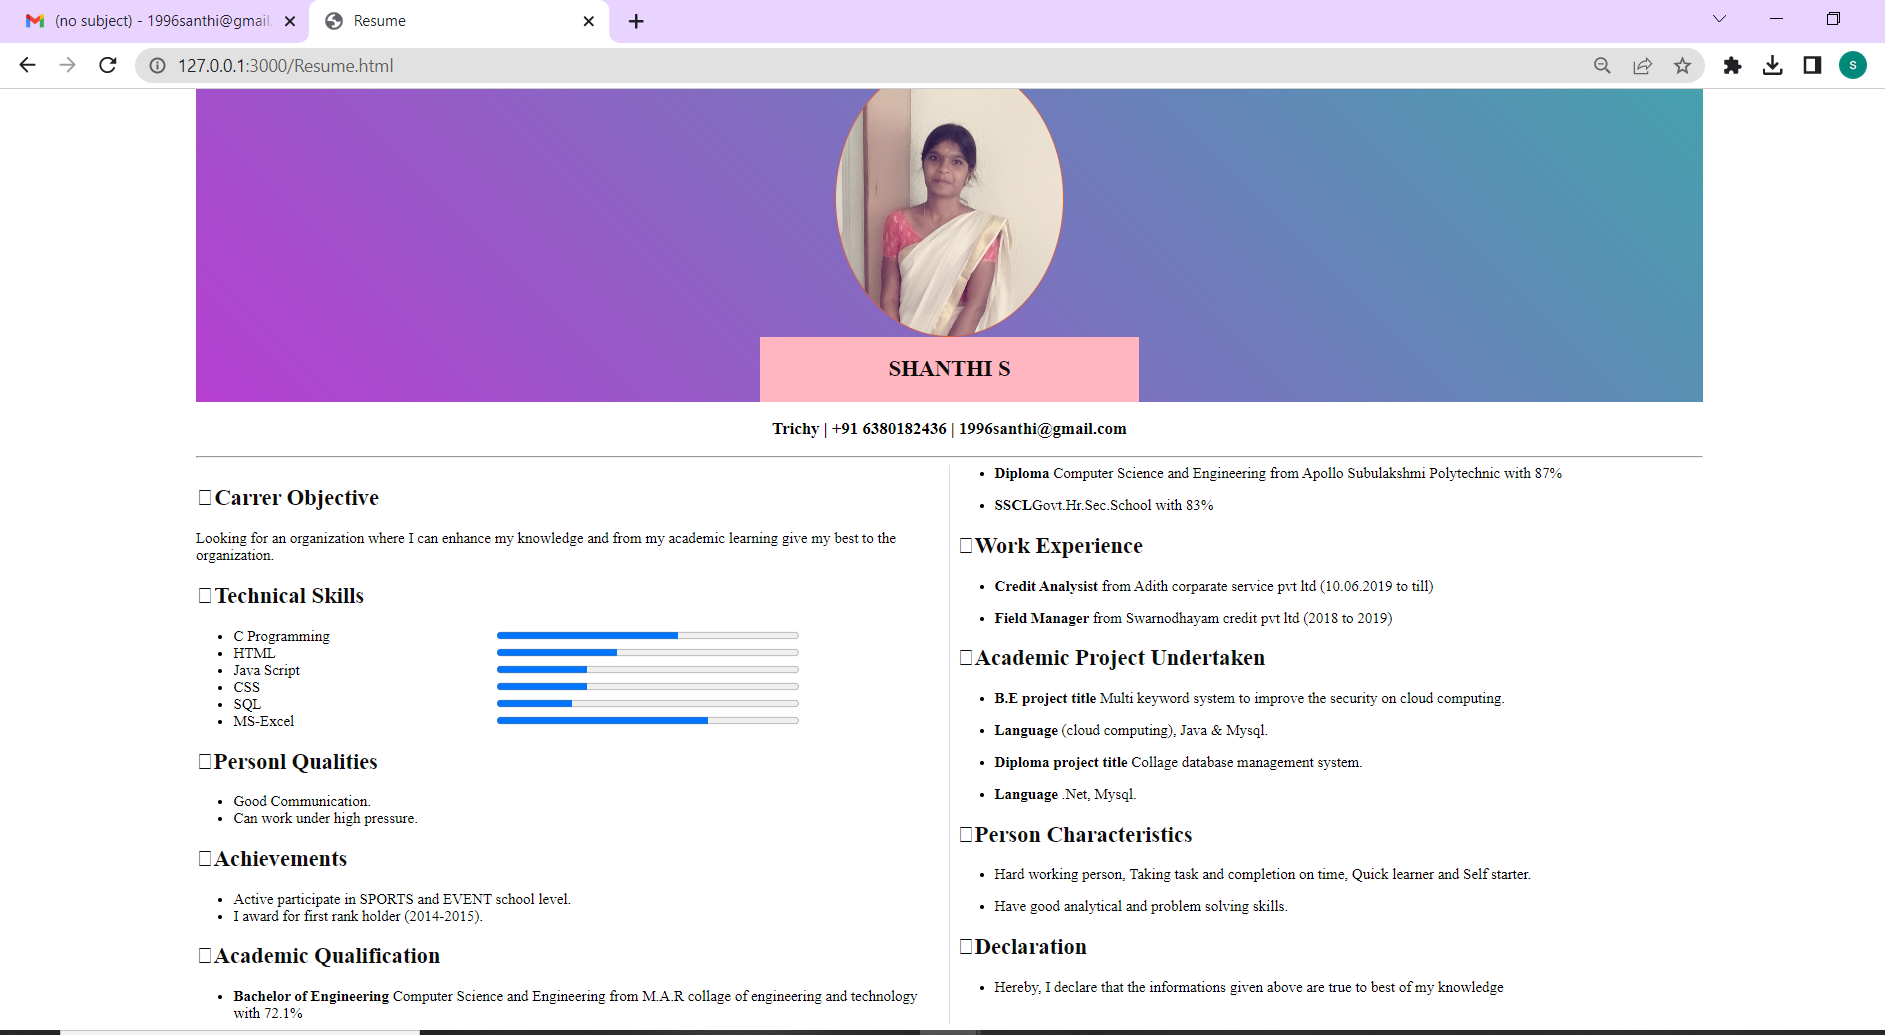 (no subject) - 1996santhi@gmail.
Resume
127.0.0.1:3000/Resume.html
S
SHANTHI S
Trichy | +91 6380182436 | 1996santhi@gmail.com
Carrer Objective
Looking for an organization where I can enhance my knowledge and from my academic learning give my best to the
organization.
Technical Skills
• C Programming
• HTML
• Java Script
• CSS
• SQL
• MS-Excel
Personl Qualities
• Good Communication.
• Can work under high pressure.
Achievements
• Active participate in SPORTS and EVENT school level.
• I award for first rank holder (2014-2015).
Academic Qualification
• Bachelor of Engineering Computer Science and Engineering from M.A.R collage of engineering and technology
with 72.1%
• Diploma Computer Science and Engineering from Apollo Subulakshmi Polytechnic with 87%
• SSCLGovt.Hr.Sec.School with 83%
Work Experience
• Credit Analysist from Adith corparate service pvt ltd (10.06.2019 to till)
• Field Manager from Swarnodhayam credit pvt ltd (2018 to 2019)
Academic Project Undertaken
• B.E project title Multi keyword system to improve the security on cloud computing.
• Language (cloud computing), Java & Mysql.
• Diploma project title Collage database management system.
• Language .Net, Mysql.
Person Characteristics
• Hard working person, Taking task and completion on time, Quick learner and Self starter.
• Have good analytical and problem solving skills.
Declaration
• Hereby, I declare that the informations given above are true to best of my knowledge